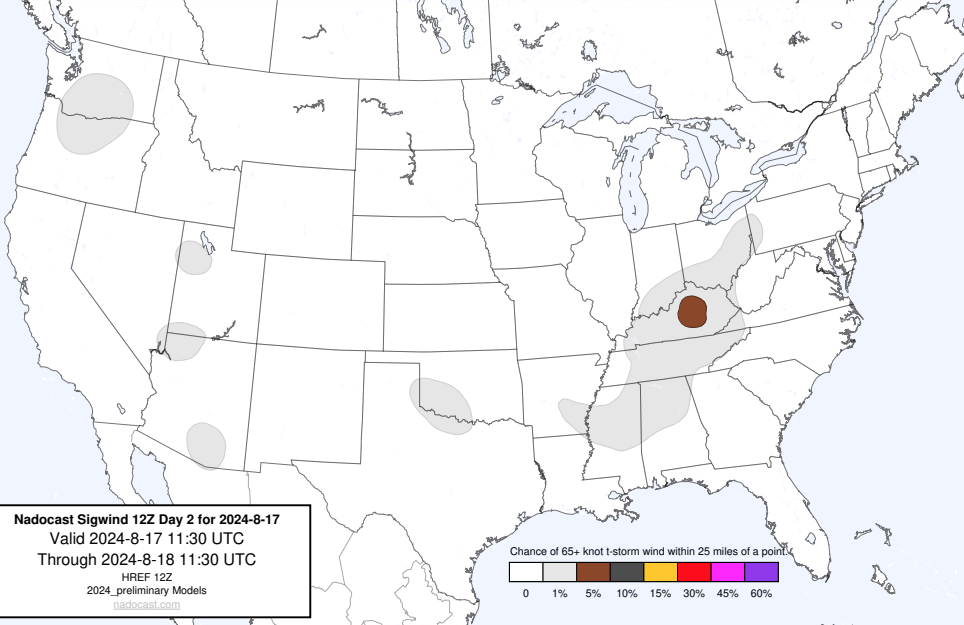 Nadocast Sigwind 12Z Day 2 for 2024-8-17
Valid 2024-8-17 11:30 UTC
Through 2024-8-18 11:30 UTC
HREF 12Z
2024_preliminary Models
nadocast.com
Chance of 65+ knot t-storm wind within 25 miles of a point.
0 1% 5% 10% 15% 30% 45% 60%